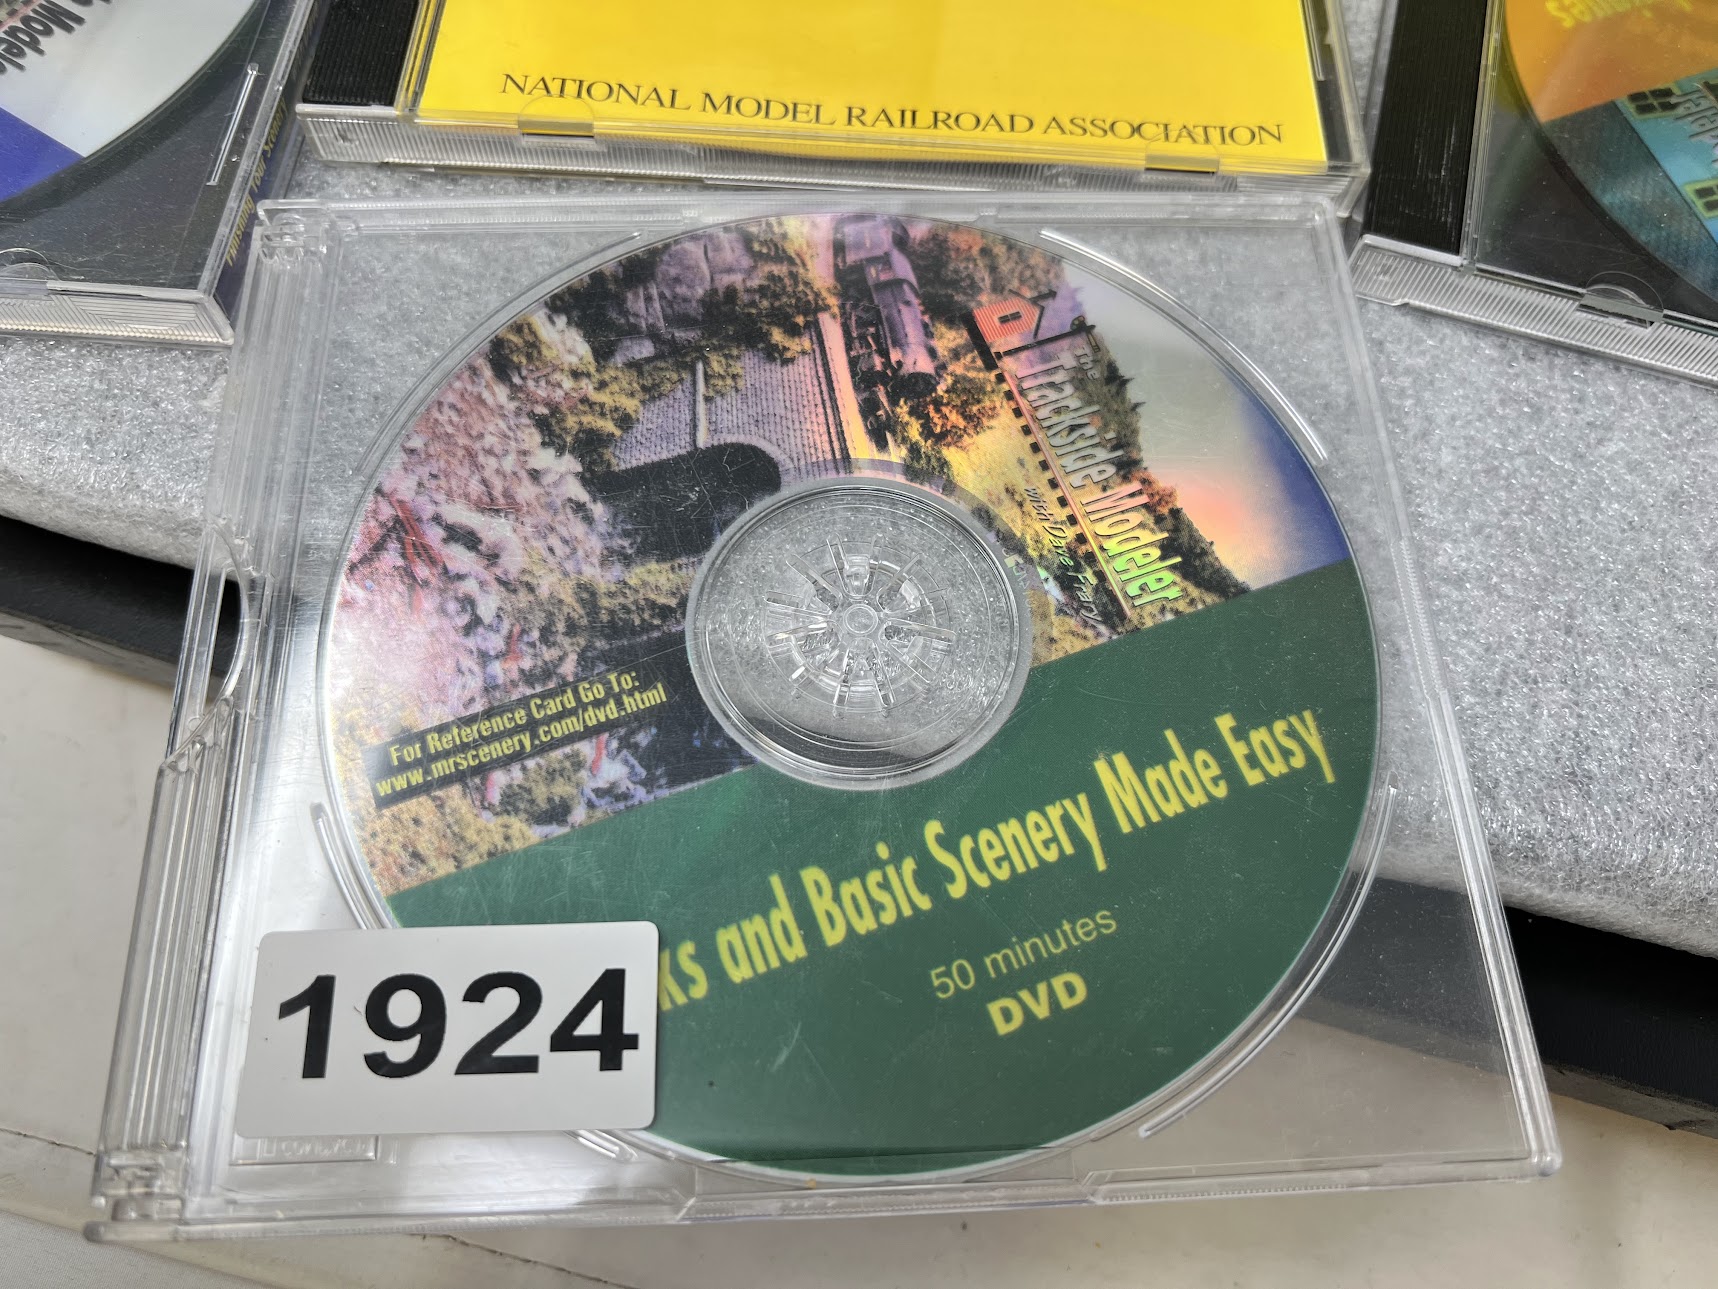 NATIONAL MODEL RAILROAD ASSOCIATION
The
Trackside Modeler
with Dave Frary
For Reference Card Go To:
www.mrscenery.com/dvd.html
ks and Basic Scenery Made Easy
50 minutes
DVD
1924